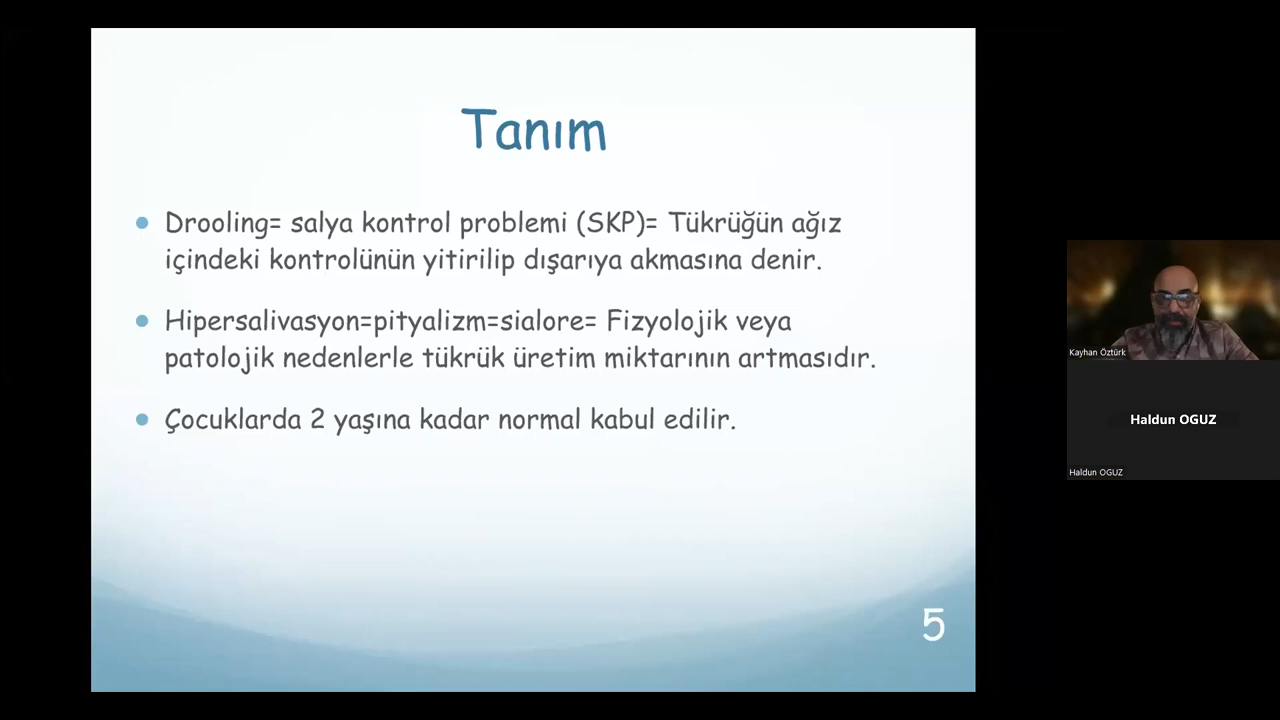 Tanım
Drooling= salya kontrol problemi (SKP)= Tükrüğün ağız
içindeki kontrolünün yitirilip dışarıya akmasına denir.
Hipersalivasyon=pityalizm=sialore= Fizyolojik veya
patolojik nedenlerle tükrük üretim miktarının artmasıdır.
Çocuklarda 2 yaşına kadar normal kabul edilir.
5
Kayhan Öztürk
Haldun OGUZ
Haldun OGUZ